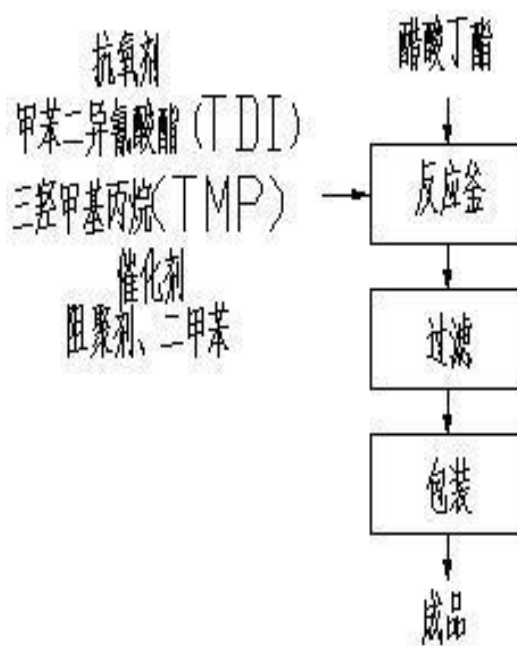 抗氧剂
甲苯二异氰酸酯(TDI)
三羟甲基丙烷(TMP)
催化剂
阻聚剂、二甲苯
醋酸丁酯
反应釜
过滤
包装
成品